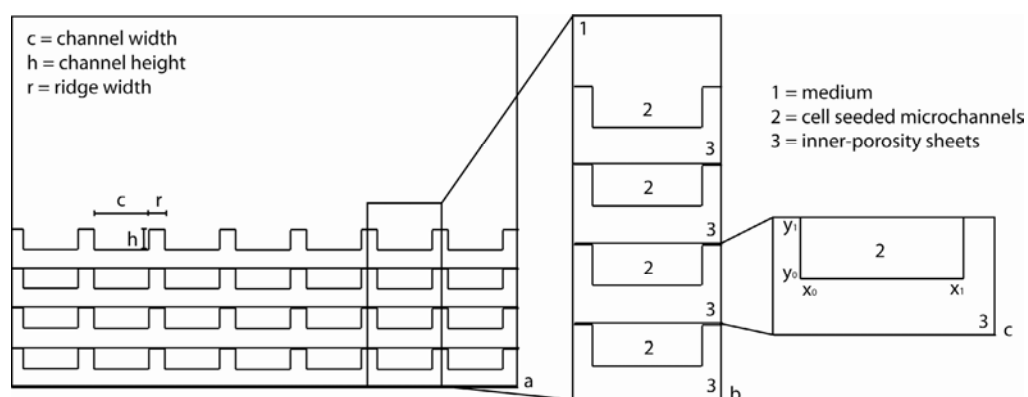 c = channel width
h = channel height
r = ridge width
c r
h
a
1
2
3
2
3
2
3
2
3
b
1 = medium
2 = cell seeded microchannels
3 = inner-porosity sheets
y₁
2
y₀
x₀ x₁
3
c